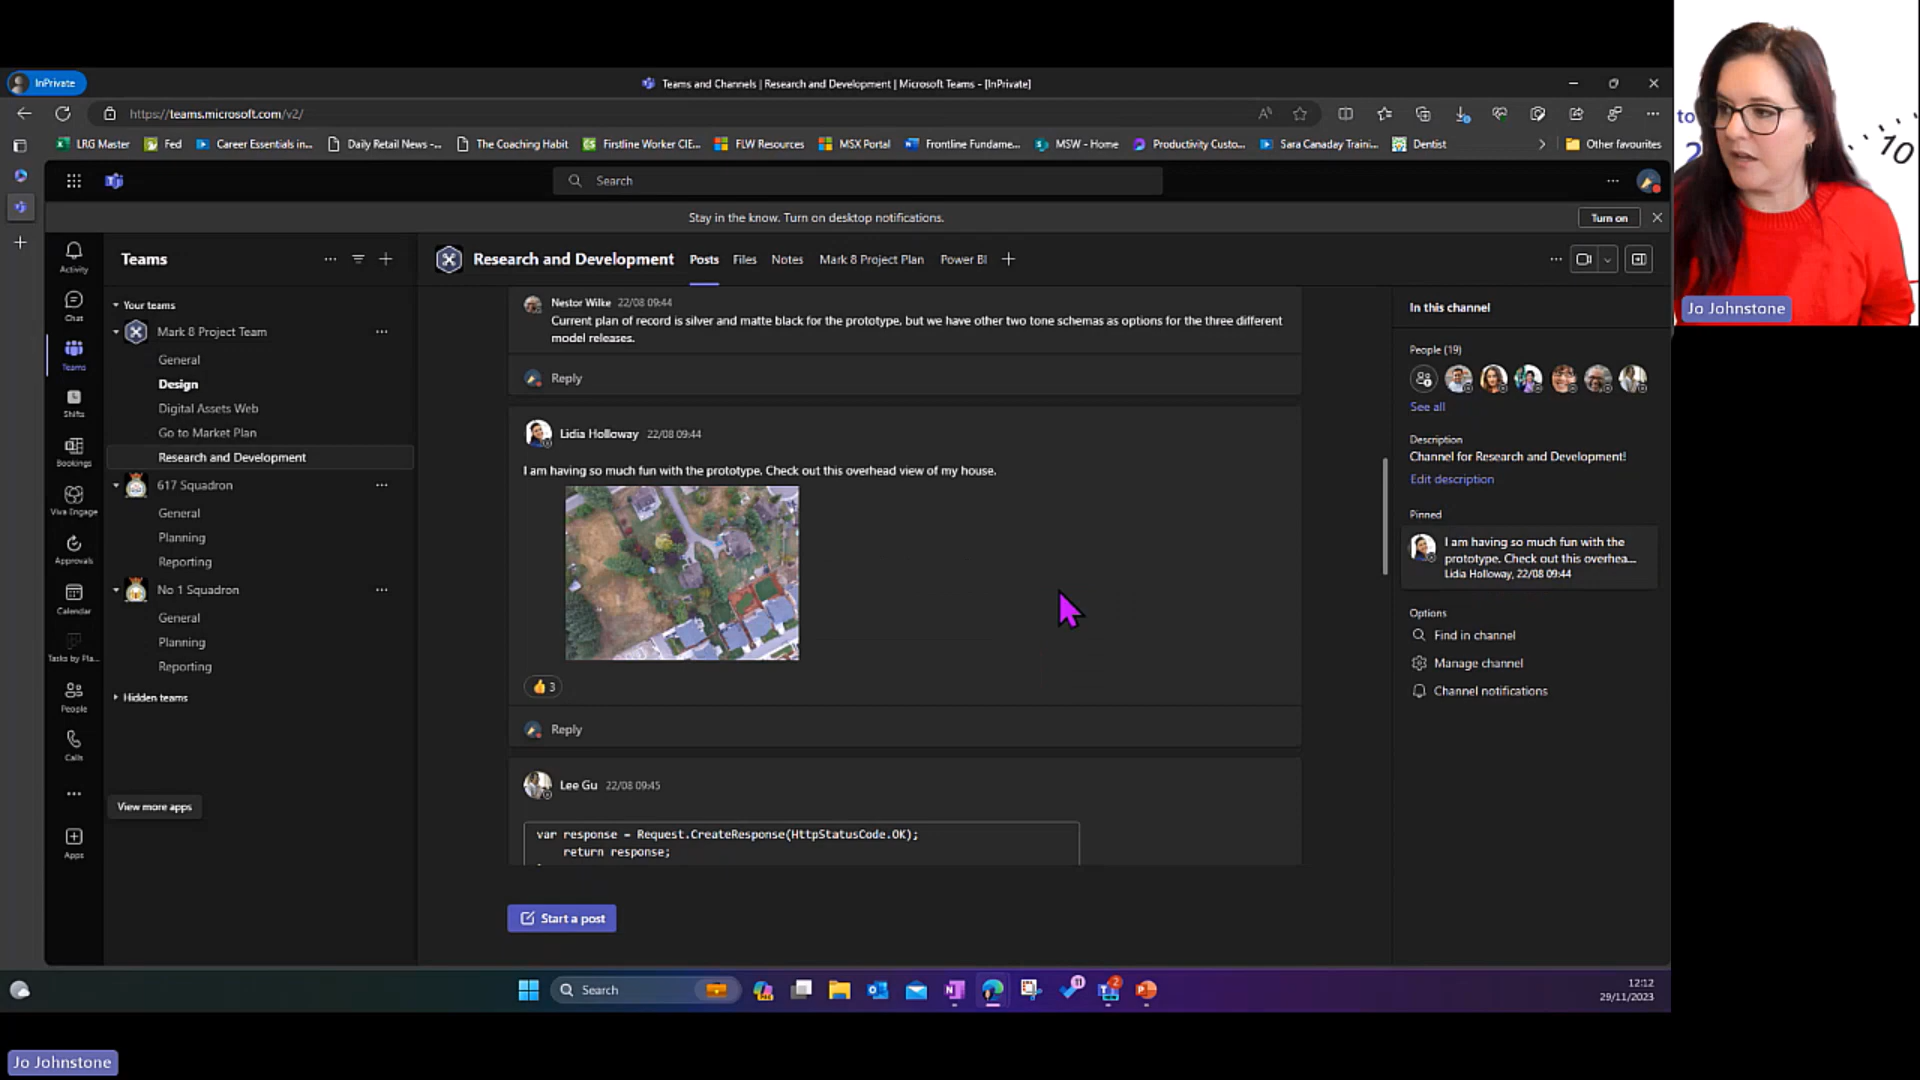 InPrivate
Teams and Channels | Research and Development | Microsoft Teams - [InPrivate]
https://teams.microsoft.com/v2/
LRG Master
Fed
Career Essentials in...
Daily Retail News -...
The Coaching Habit
Firstline Worker CIE...
FLW Resources
MSX Portal
Frontline Fundame...
MSW - Home
Productivity Custo...
Sara Canaday Traini...
Dentist
Other favourites
Search
Stay in the know. Turn on desktop notifications.
Turn on
Activity
Chat
Teams
Shifts
Bookings
Viva Engage
Approvals
Calendar
Tasks by Pla...
People
Calls
Apps
Teams
Your teams
Mark 8 Project Team
General
Design
Digital Assets Web
Go to Market Plan
Research and Development
617 Squadron
General
Planning
Reporting
No 1 Squadron
General
Planning
Reporting
Hidden teams
View more apps
Research and Development
Posts
Files
Notes
Mark 8 Project Plan
Power BI
Nestor Wilke 22/08 09:44
Current plan of record is silver and matte black for the prototype, but we have other two tone schemas as options for the three different
model releases.
Reply
Lidia Holloway 22/08 09:44
I am having so much fun with the prototype. Check out this overhead view of my house.
3
Reply
Lee Gu 22/08 09:45
var response = Request.CreateResponse(HttpStatusCode.OK);
return response;
Start a post
In this channel
People (19)
See all
Description
Channel for Research and Development!
Edit description
Pinned
I am having so much fun with the
prototype. Check out this overhea...
Lidia Holloway, 22/08 09:44
Options
Find in channel
Manage channel
Channel notifications
Search
11
2
12:12
29/11/2023
to
2
10
Jo Johnstone
Jo Johnstone